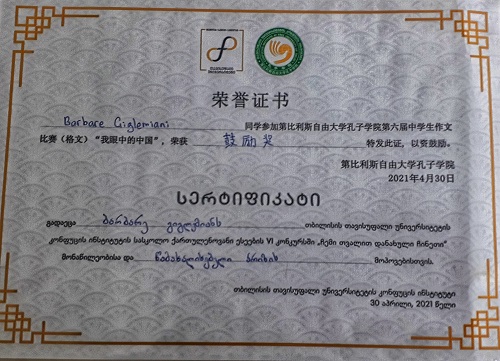 荣誉证书
Barbare Giglemiani 同学参加第比利斯自由大学孔子学院第六届中学生作文
比赛（格文）“我眼中的中国”，荣获 鼓励奖 特发此证，以资鼓励。
第比利斯自由大学孔子学院
2021年4月30日
სერტიფიკატი
გადაეცა ბარბარე გიგლემიანს თბილისის თავისუფალი უნივერსიტეტის
კონფუცის ინსტიტუტის სასკოლო ქართულენოვანი ესეების VI კონკურსში „ჩემი თვალით დანახული ჩინეთი“
მონაწილეობისა და წამახალისებელი პრიზის მოპოვებისთვის.
თბილისის თავისუფალი უნივერსიტეტის კონფუცის ინსტიტუტი
30 აპრილი, 2021 წელი